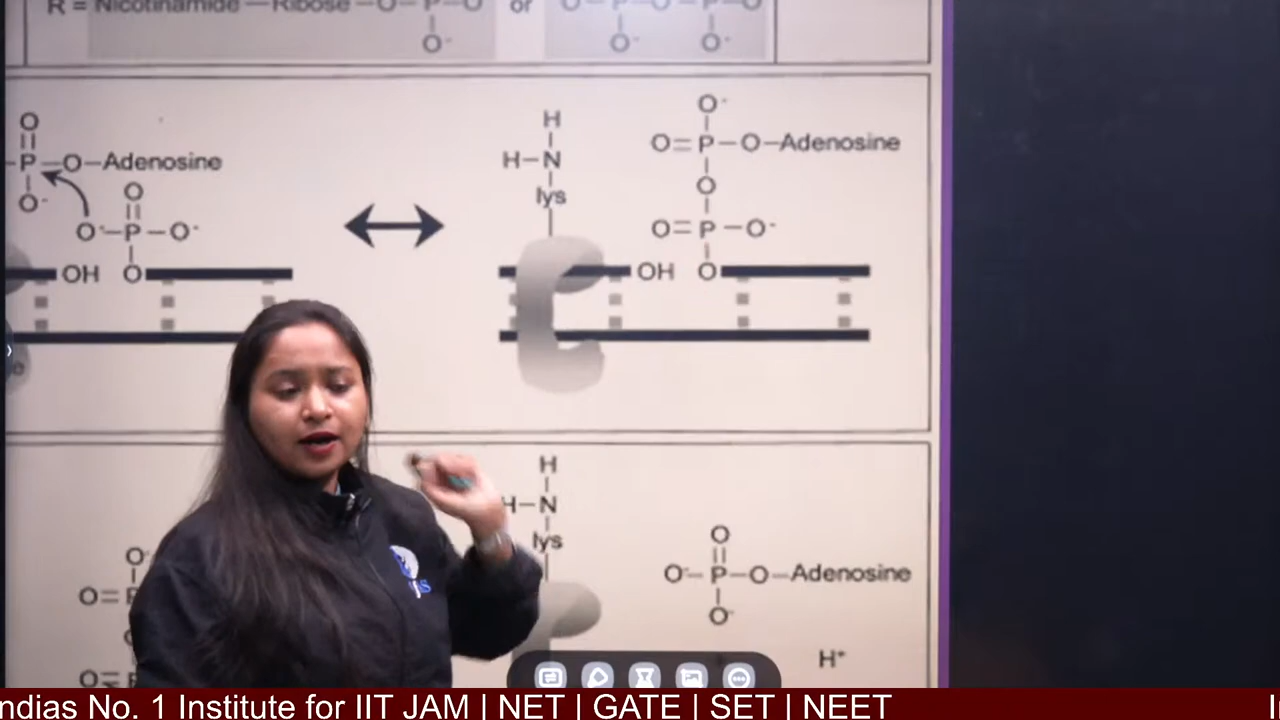 R = Nicotinamide—Ribose—O—P—O or O—P—O—P—O
O- O- O-
O O-
P—O—Adenosine H O=P—O—Adenosine
O H–N
O- lys O
O-–P–O- O=P–O-
OH O OH O
H
H–N O
O- lys O-–P–O–Adenosine
O= O-
H+
O=
ndias No. 1 Institute for IIT JAM | NET | GATE | SET | NEET